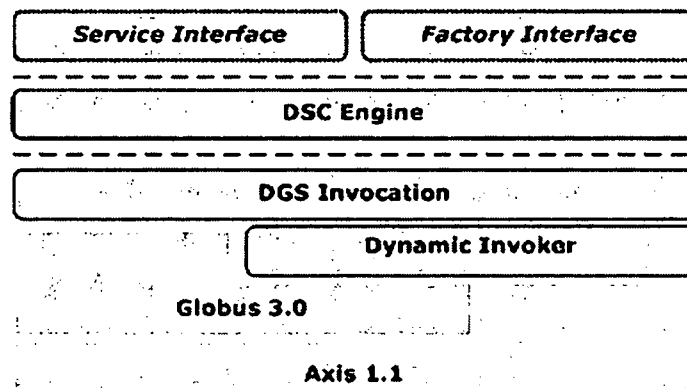 Service Interface Factory Interface
DSC Engine
DGS Invocation
Dynamic Invoker
Globus 3.0
Axis 1.1